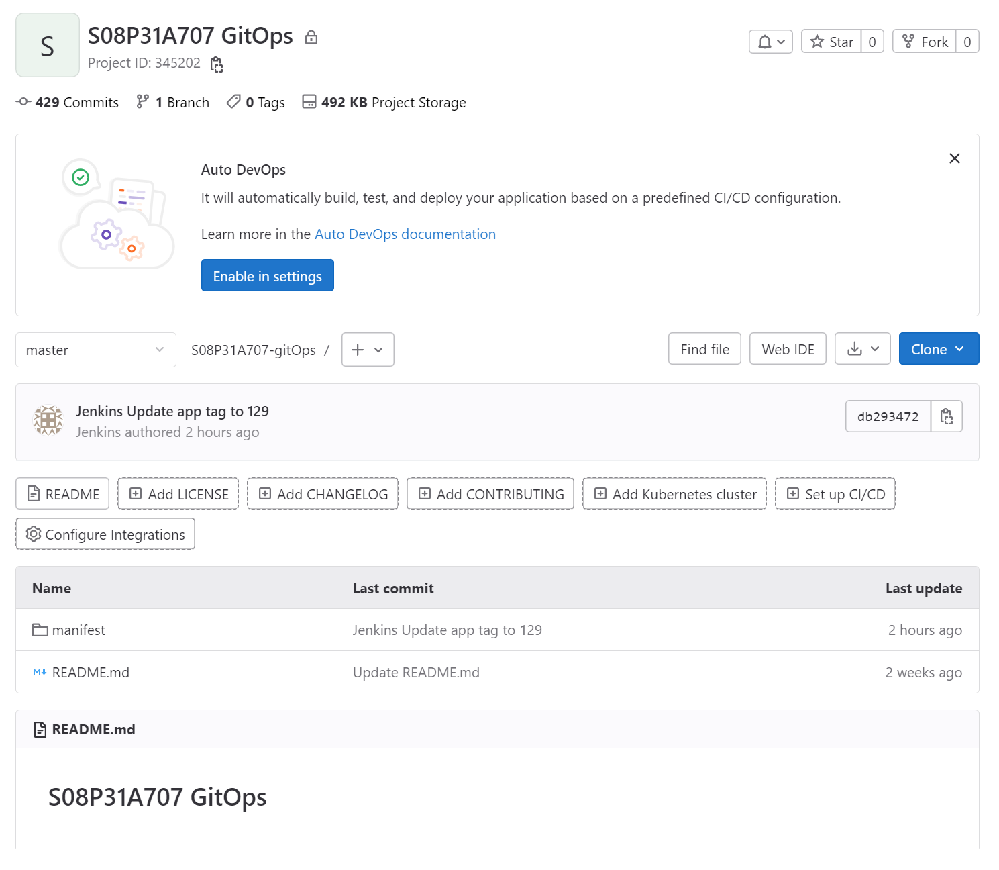 S
S08P31A707 GitOps
Project ID: 345202
Star 0
Fork 0
429 Commits 1 Branch 0 Tags 492 KB Project Storage
Auto DevOps
It will automatically build, test, and deploy your application based on a predefined CI/CD configuration.
Learn more in the Auto DevOps documentation
Enable in settings
master S08P31A707-gitOps / Find file Web IDE Clone
Jenkins Update app tag to 129
Jenkins authored 2 hours ago
db293472
README Add LICENSE Add CHANGELOG Add CONTRIBUTING Add Kubernetes cluster Set up CI/CD
Configure Integrations
Name Last commit Last update
manifest Jenkins Update app tag to 129 2 hours ago
README.md Update README.md 2 weeks ago
README.md
S08P31A707 GitOps